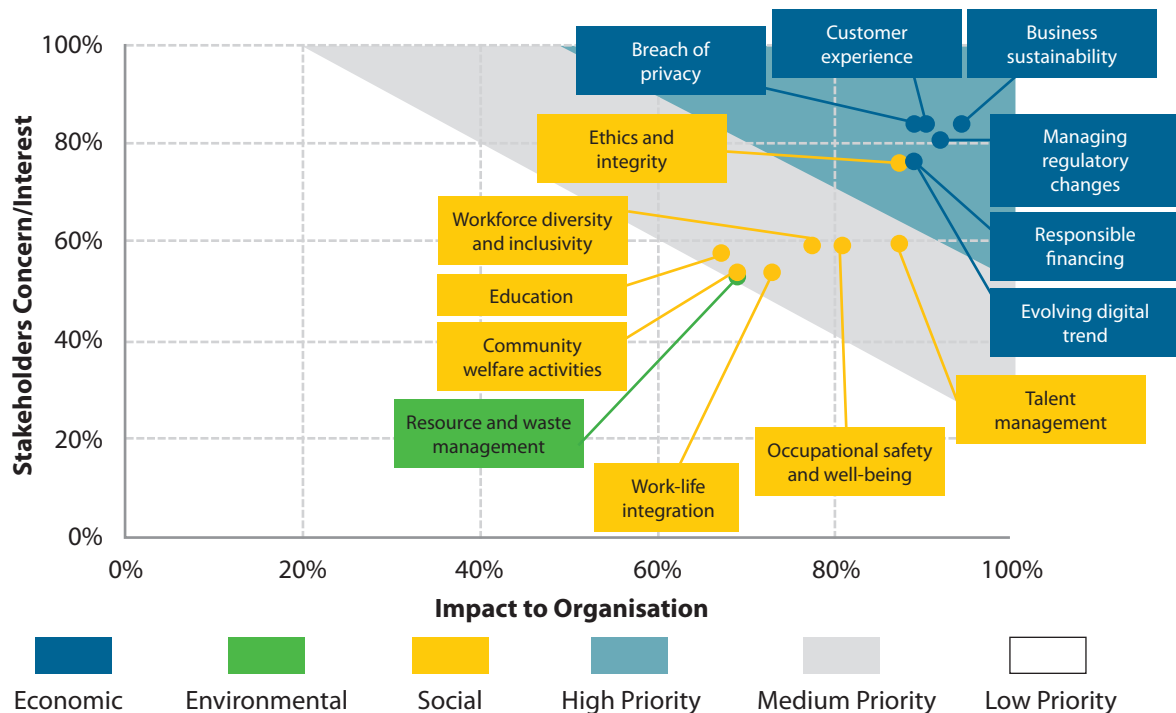 Stakeholders Concern/Interest
100%
80%
60%
40%
20%
0%
Breach of
privacy
Customer
experience
Business
sustainability
Ethics and
integrity
Managing
regulatory
changes
Workforce diversity
and inclusivity
Responsible
financing
Education
Evolving digital
trend
Community
welfare activities
Talent
management
Resource and waste
management
Occupational safety
and well-being
Work-life
integration
0%
20%
40%
60%
80%
100%
Impact to Organisation
Economic
Environmental
Social
High Priority
Medium Priority
Low Priority